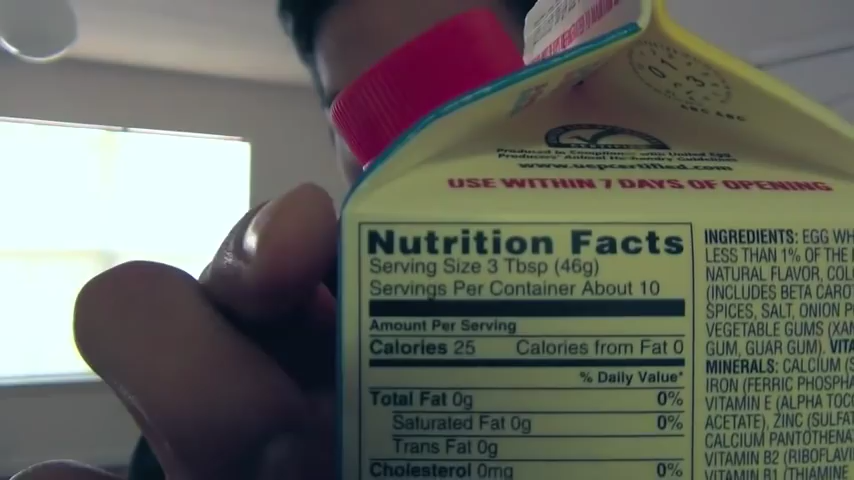 Produced in Compliance with United Egg
Producers Animal Husbandry Guidelines
www.uepcertified.com
USE WITHIN 7 DAYS OF OPENING
Nutrition Facts
Serving Size 3 Tbsp (46g)
Servings Per Container About 10
Amount Per Serving
Calories 25 Calories from Fat 0
% Daily Value*
Total Fat 0g 0%
Saturated Fat 0g 0%
Trans Fat 0g
Cholesterol 0mg 0%
INGREDIENTS: EGG WH
LESS THAN 1% OF THE
NATURAL FLAVOR, COLO
(INCLUDES BETA CAROT
SPICES, SALT, ONION P
VEGETABLE GUMS (XAN
GUM, GUAR GUM). VITA
MINERALS: CALCIUM (S
IRON (FERRIC PHOSPHA
VITAMIN E (ALPHA TOCO
ACETATE), ZINC (SULFAT
CALCIUM PANTOTHENAT
VITAMIN B2 (RIBOFLAVI
VITAMIN B1 (THIAMINE